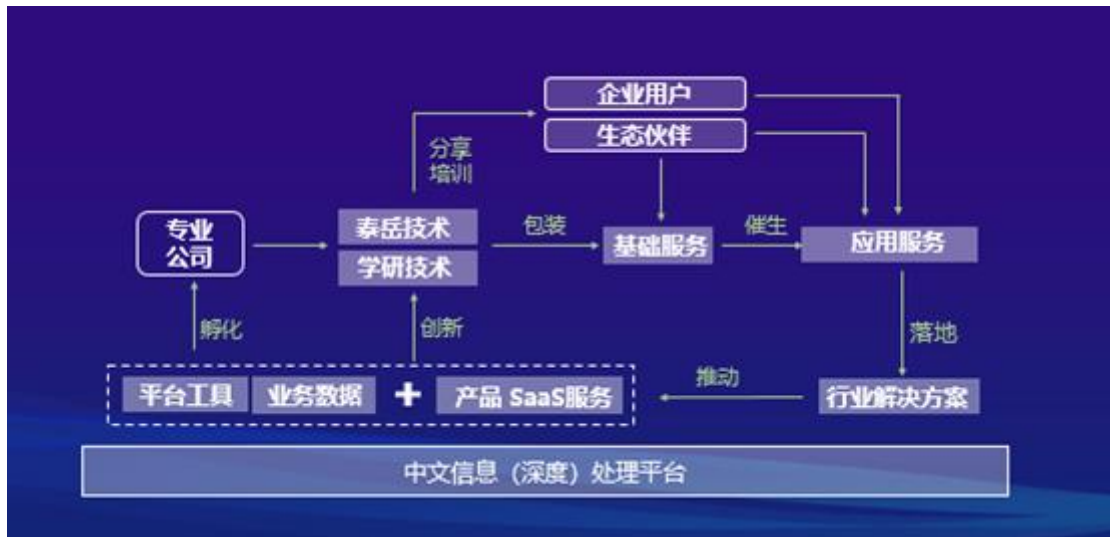 企业用户
生态伙伴
分享
培训
专业
公司
泰岳技术
学研技术
包装
基础服务
催生
应用服务
孵化
创新
落地
平台工具
业务数据
+
产品 SaaS服务
推动
行业解决方案
中文信息（深度）处理平台